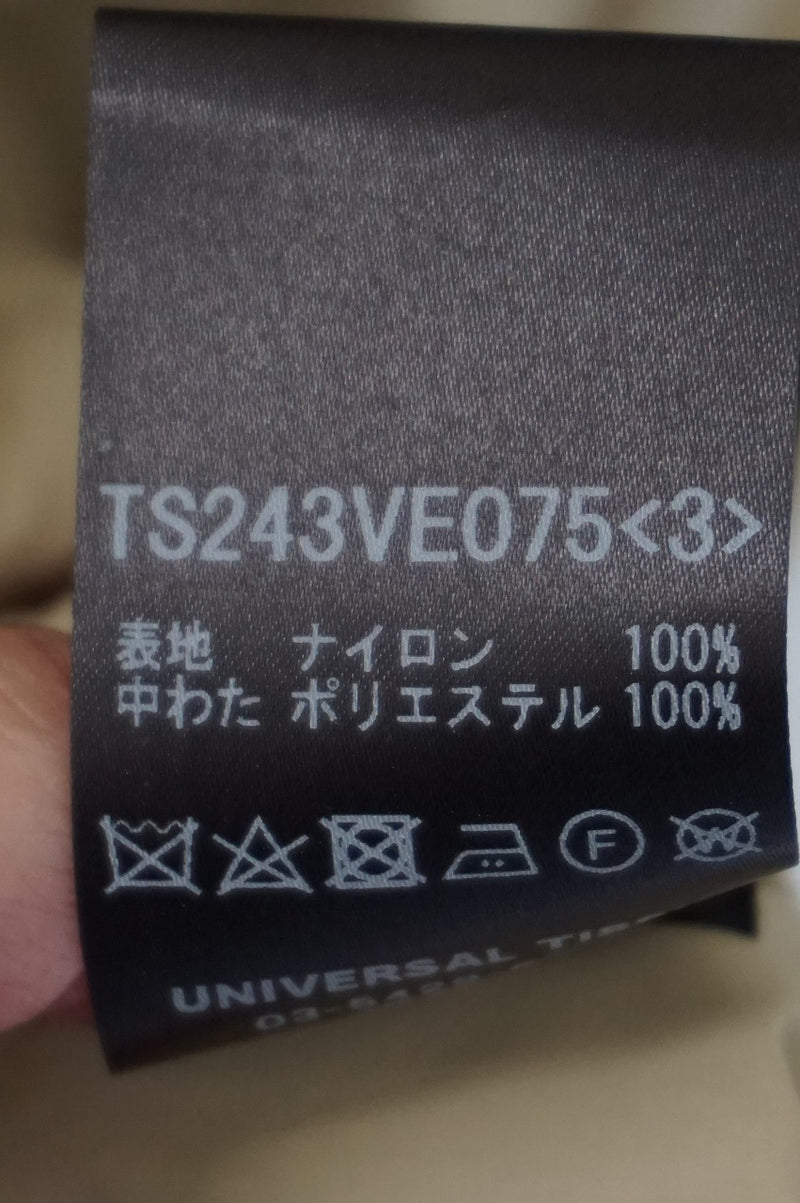 TS243VE075<3>
表地 ナイロン 100%
中わた ポリエステル 100%
F
W
UNIVERSAL
03-